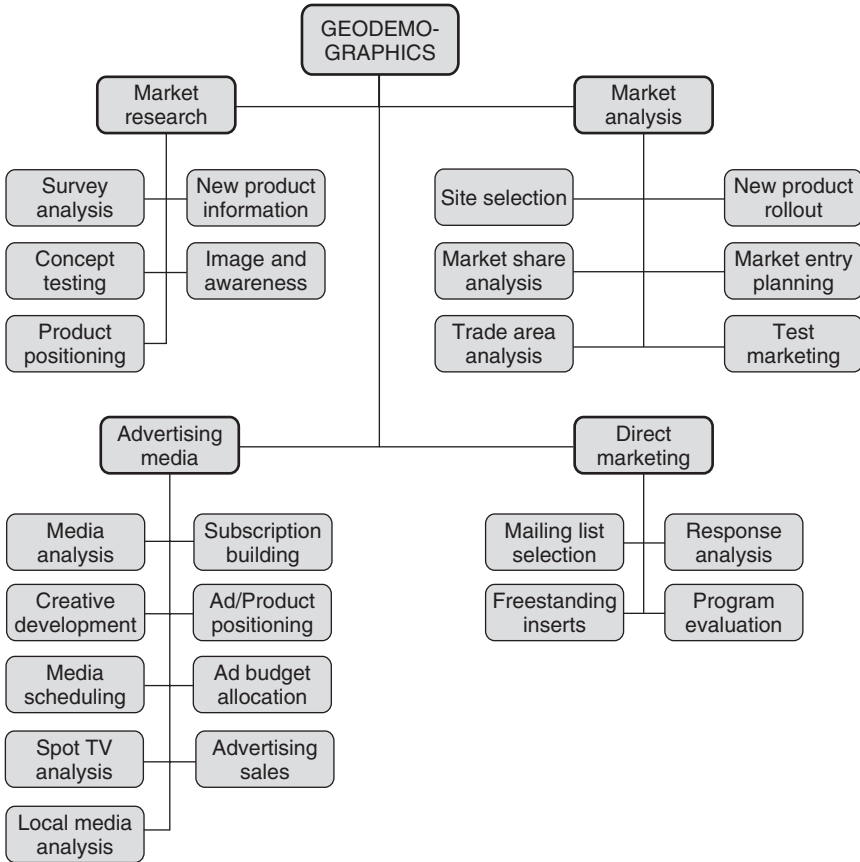 GEODEMO-
GRAPHICS
Market
research
Market
analysis
Survey
analysis
New product
information
Concept
testing
Image and
awareness
Product
positioning
Site selection
New product
rollout
Market share
analysis
Market entry
planning
Trade area
analysis
Test
marketing
Advertising
media
Direct
marketing
Media
analysis
Subscription
building
Creative
development
Ad/Product
positioning
Media
scheduling
Ad budget
allocation
Spot TV
analysis
Advertising
sales
Local media
analysis
Mailing list
selection
Response
analysis
Freestanding
inserts
Program
evaluation